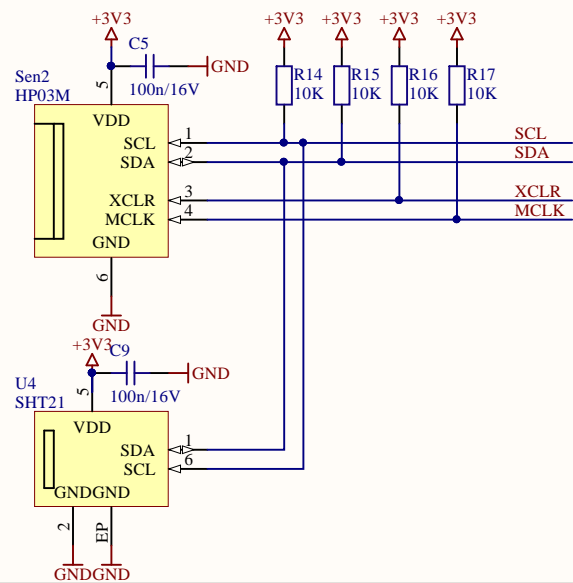 +3V3 +3V3 +3V3 +3V3 +3V3
C5
GND
Sen2
HP03M
100n/16V
5
R14 R15 R16 R17
10K 10K 10K 10K
VDD
SCL 1 SCL
SDA 2 SDA
XCLR 3 XCLR
MCLK 4 MCLK
GND
6
GND
+3V3
C9
GND
U4
SHT21
100n/16V
5
VDD
SDA 1
SCL 6
GNDGND
2 EP
GNDGND